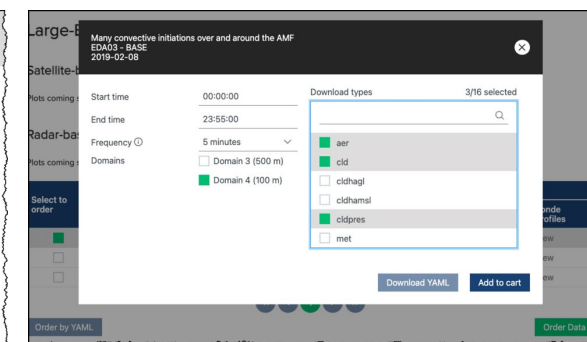 Large-E
Many convective initiations over and around the AMF
EDA03 - BASE
2019-02-08
Satellite-b
Plots coming s
Radar-bas
Plots coming s
Start time 00:00:00
End time 23:55:00
Frequency ⓘ 5 minutes
Domains Domain 3 (500 m)
Domain 4 (100 m)
Download types 3/16 selected
aer
cld
cldhagl
cldhamsl
cldpres
met
Download YAML Add to cart
Select to
order
onde
rofiles
ew
ew
ew
Order by YAML Order Data